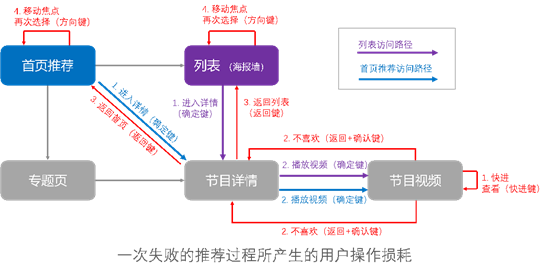 4. 移动焦点
再次选择（方向键）
4. 移动焦点
再次选择（方向键）
首页推荐
列表（海报墙）
列表访问路径
首页推荐访问路径
1. 进入详情（确定键）
3. 返回首页（返回键）
1. 进入详情
（确定键）
3. 返回列表
（返回键）
2. 不喜欢（返回+确认键）
专题页
节目详情
2. 播放视频（确定键）
2. 播放视频（确定键）
节目视频
1. 快进
查看（快进键）
2. 不喜欢（返回+确认键）
一次失败的推荐过程所产生的用户操作损耗